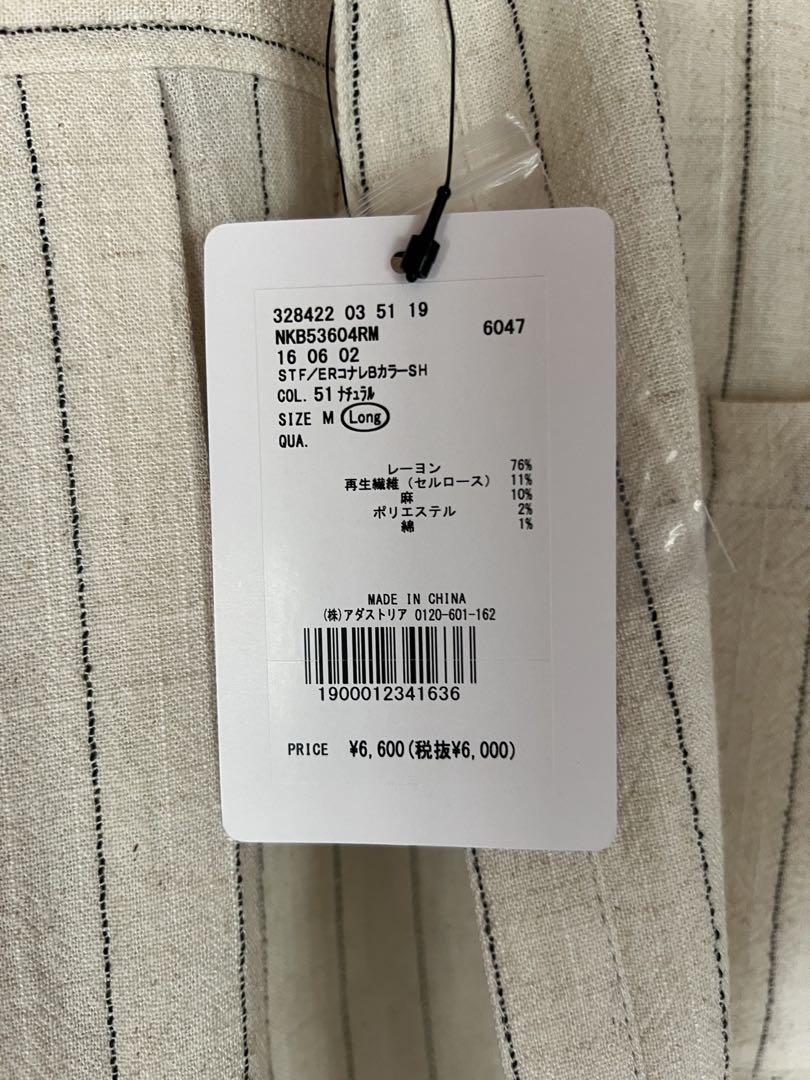 328422 03 51 19
NKB53604RM 6047
16 06 02
STF/ERコナレBカラーSH
COL. 51 ナチュラル
SIZE M Long
QUA.
レーヨン 76%
再生繊維(セルロース) 11%
麻 10%
ポリエステル 2%
綿 1%
MADE IN CHINA
(株)アダストリア 0120-601-162
1900012341636
PRICE ¥6,600(税抜¥6,000)